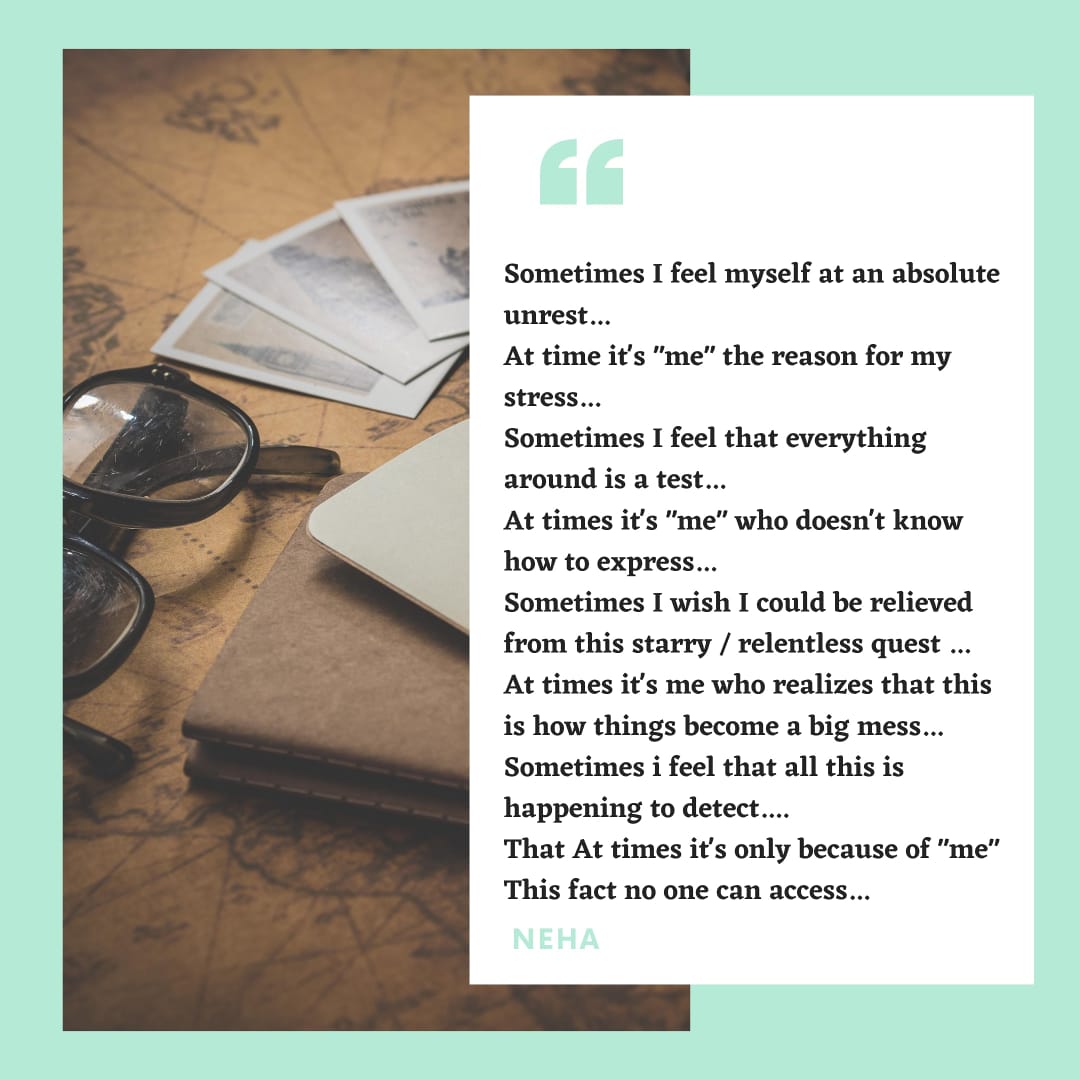 Sometimes I feel myself at an absolute
unrest...
At time it's "me" the reason for my
stress...
Sometimes I feel that everything
around is a test...
At times it's "me" who doesn't know
how to express...
Sometimes I wish I could be relieved
from this starry / relentless quest ...
At times it's me who realizes that this
is how things become a big mess...
Sometimes i feel that all this is
happening to detect....
That At times it's only because of "me"
This fact no one can access...
NEHA